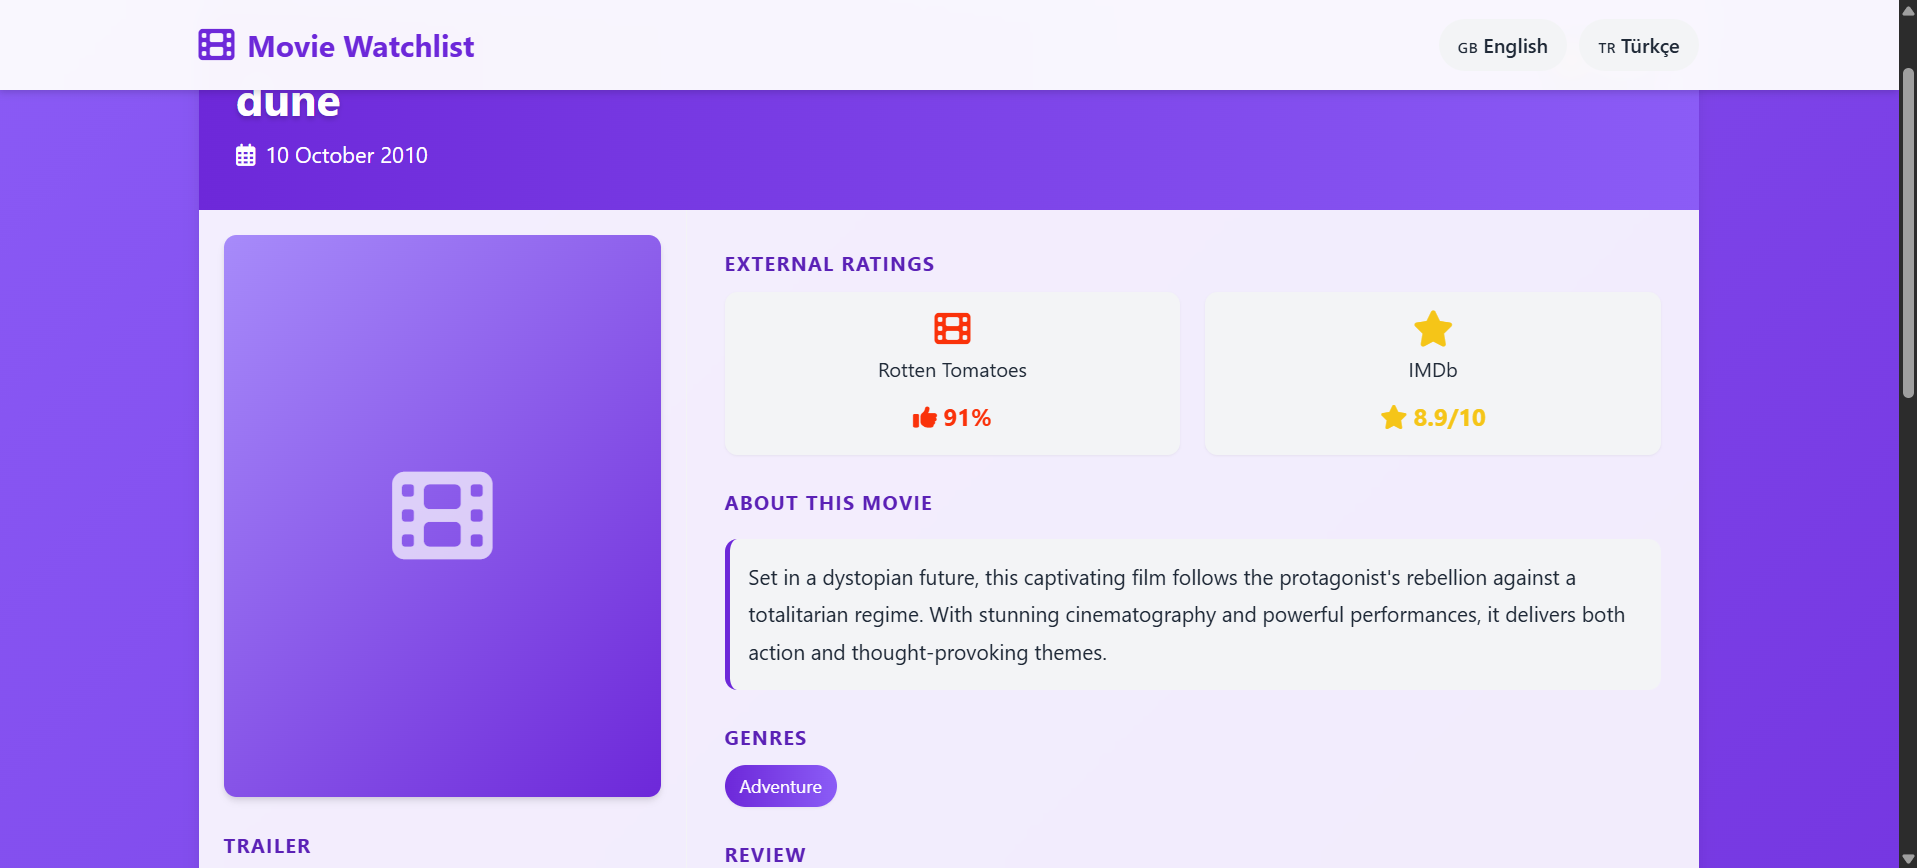 Movie Watchlist
GB English
TR Türkçe
dune
10 October 2010
EXTERNAL RATINGS
Rotten Tomatoes
91%
IMDb
8.9/10
ABOUT THIS MOVIE
Set in a dystopian future, this captivating film follows the protagonist's rebellion against a
totalitarian regime. With stunning cinematography and powerful performances, it delivers both
action and thought-provoking themes.
GENRES
Adventure
TRAILER
REVIEW